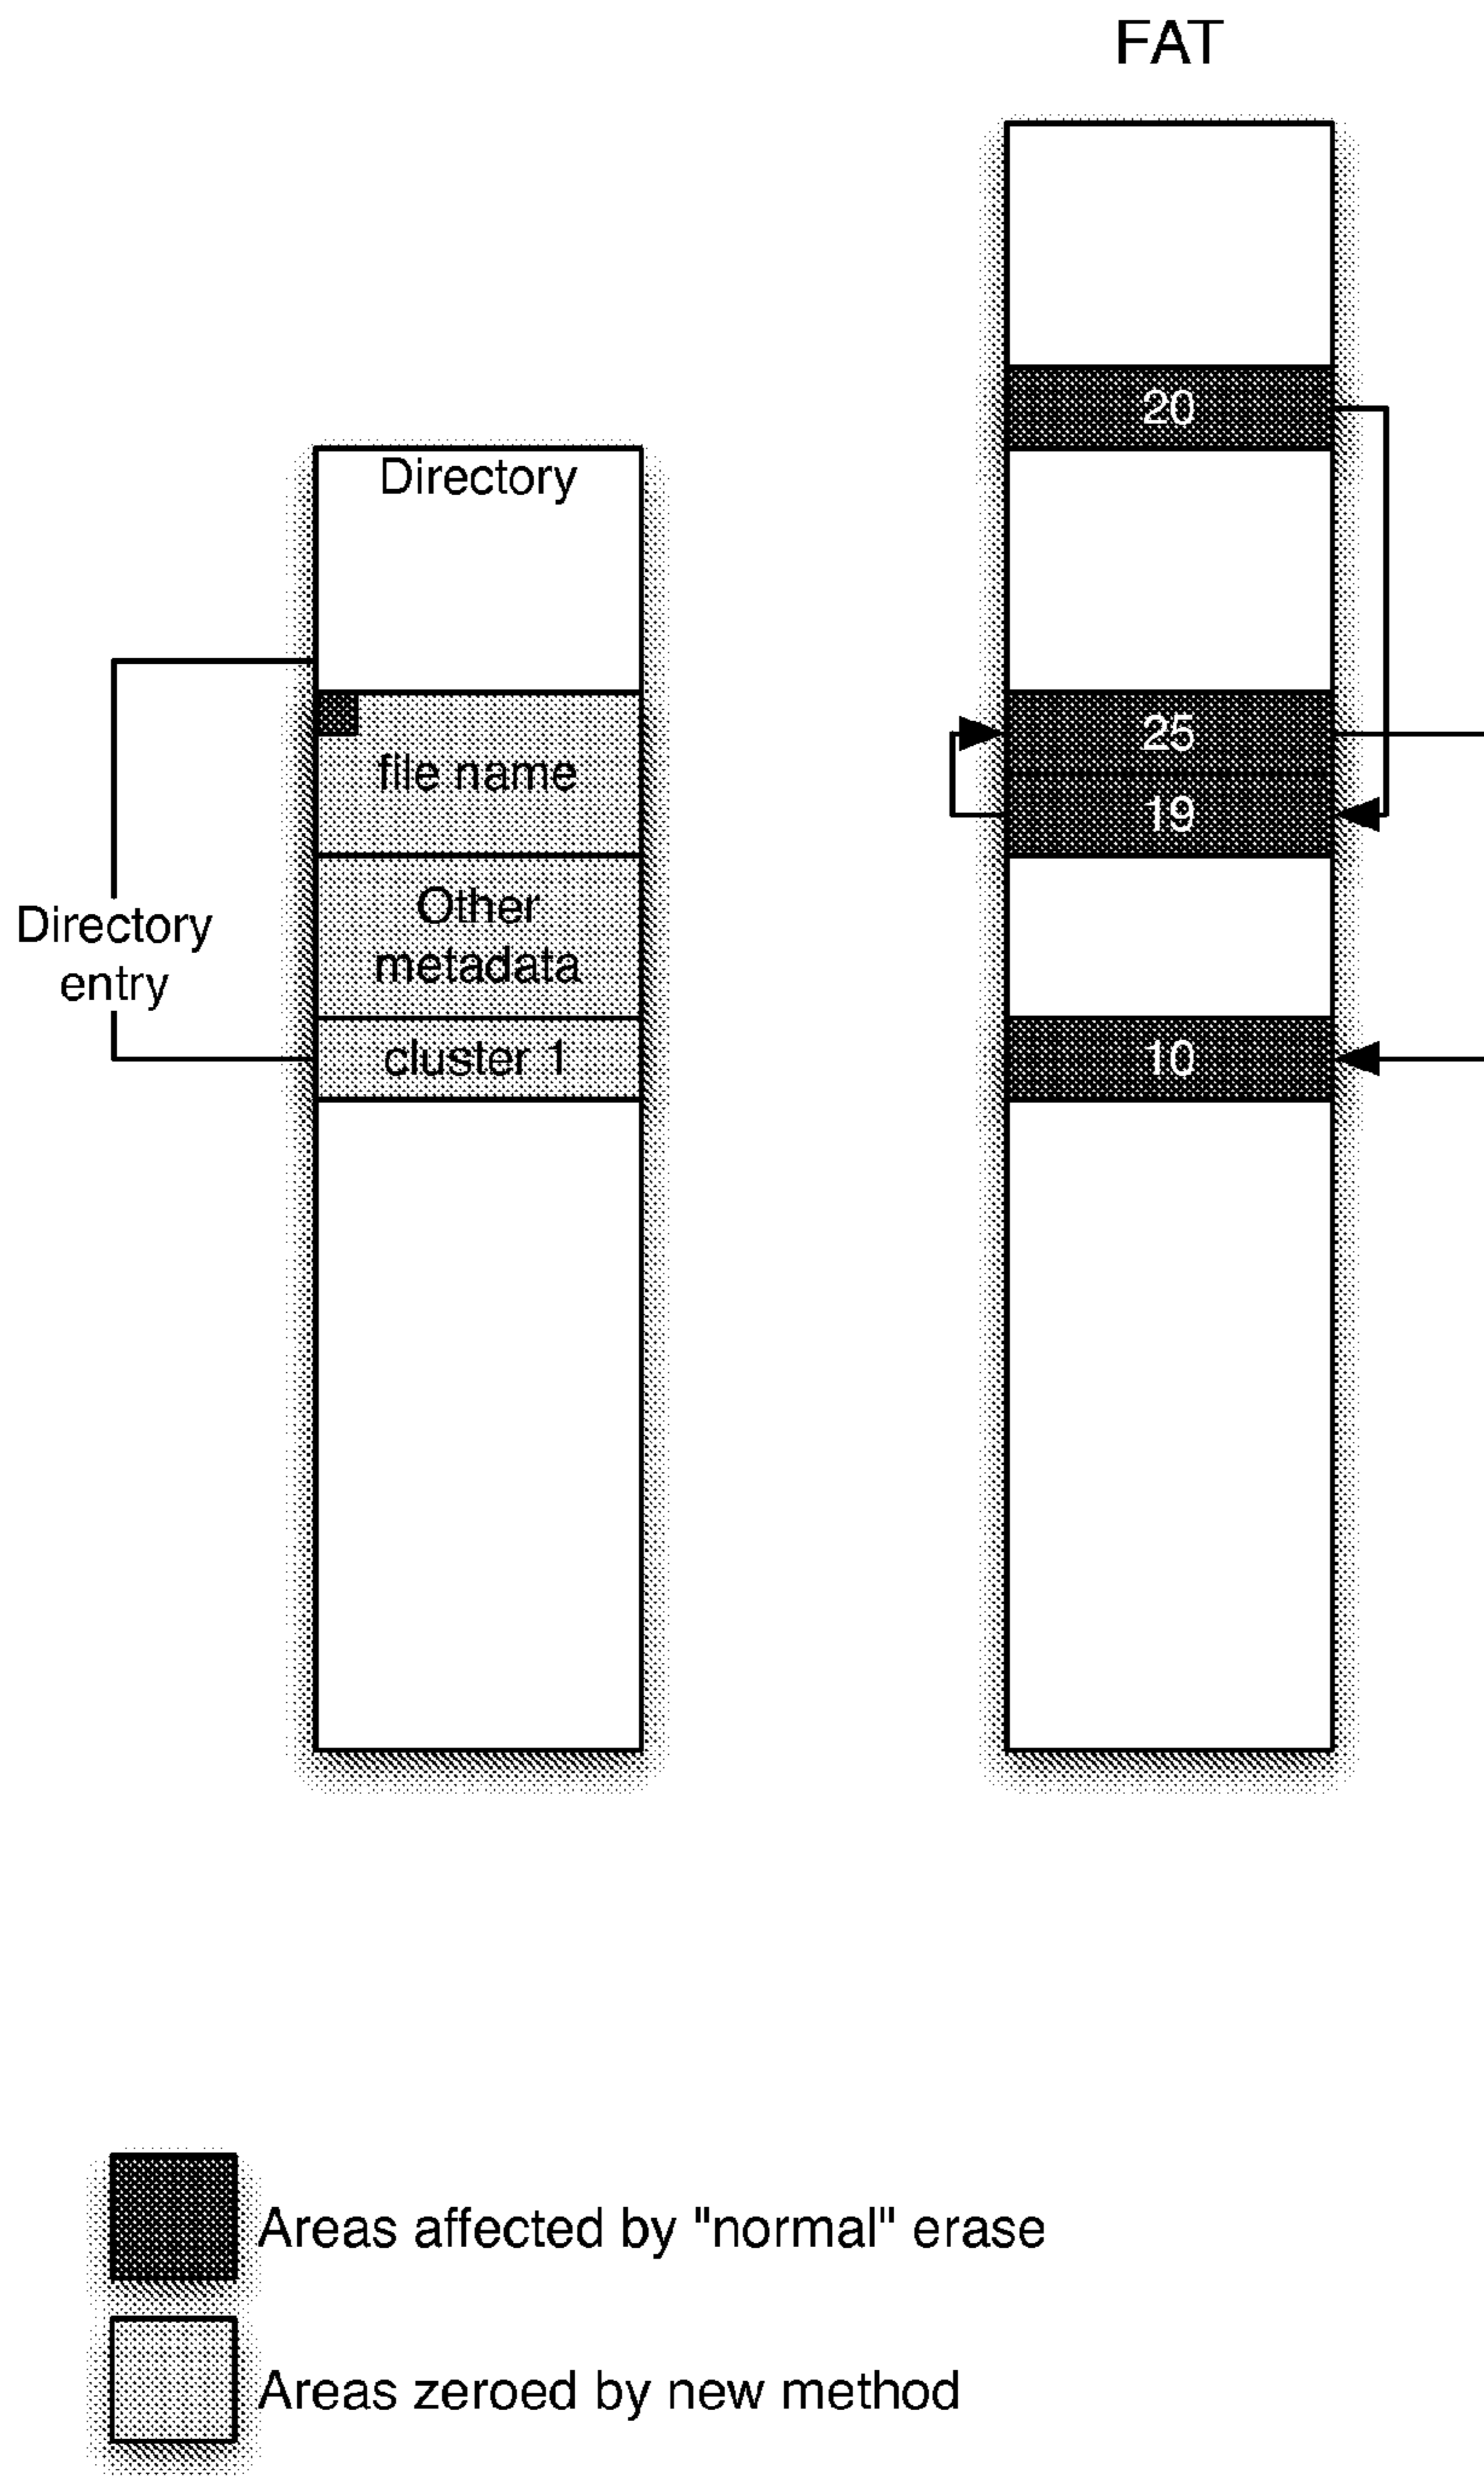 FAT
20
Directory
25
file name
19
Other
metadata
Directory
entry
cluster 1
10
Areas affected by "normal" erase
Areas zeroed by new method